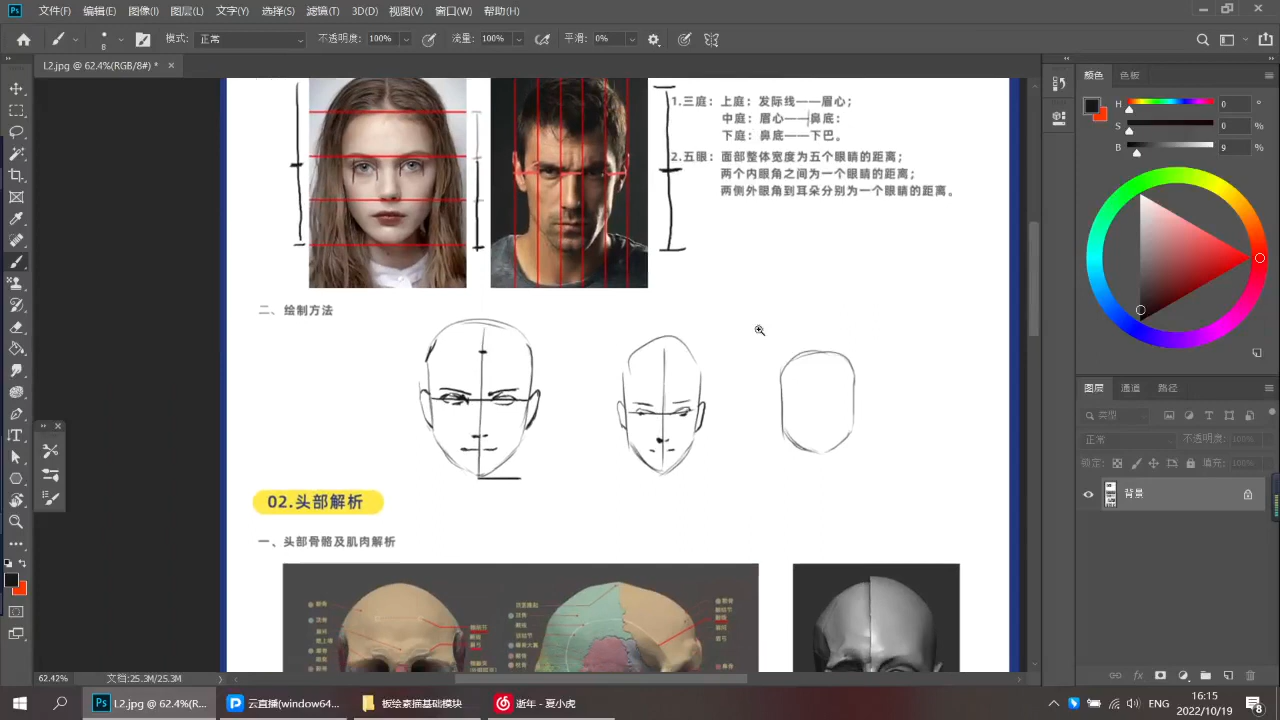 文件(F) 编辑(E) 图像(I) 图层(L) 文字(Y) 选择(S) 滤镜(T) 3D(D) 视图(V) 窗口(W) 帮助(H)
8
模式: 正常
不透明度: 100%
流量: 100%
平滑: 0%
L2.jpg @ 62.4%(RGB/8#) *
1.三庭: 上庭: 发际线——眉心;
中庭: 眉心——鼻底:
下庭: 鼻底——下巴。
2.五眼: 面部整体宽度为五个眼睛的距离;
两个内眼角之间为一个眼睛的距离;
两侧外眼角到耳朵分别为一个眼睛的距离。
二、绘制方法
02.头部解析
一、头部骨骼及肌肉解析
H 0 °
S 0 %
B 9 %
图层 通道 路径
类型
正常
不透明度: 100%
锁定:
填充: 100%
背景
62.42%
文档:25.3M/25.3M
L2.jpg @ 62.4%(R...
云直播(window64...
板绘素描基础模块
逝年 - 夏小虎
英
16:15
2022/10/19
8